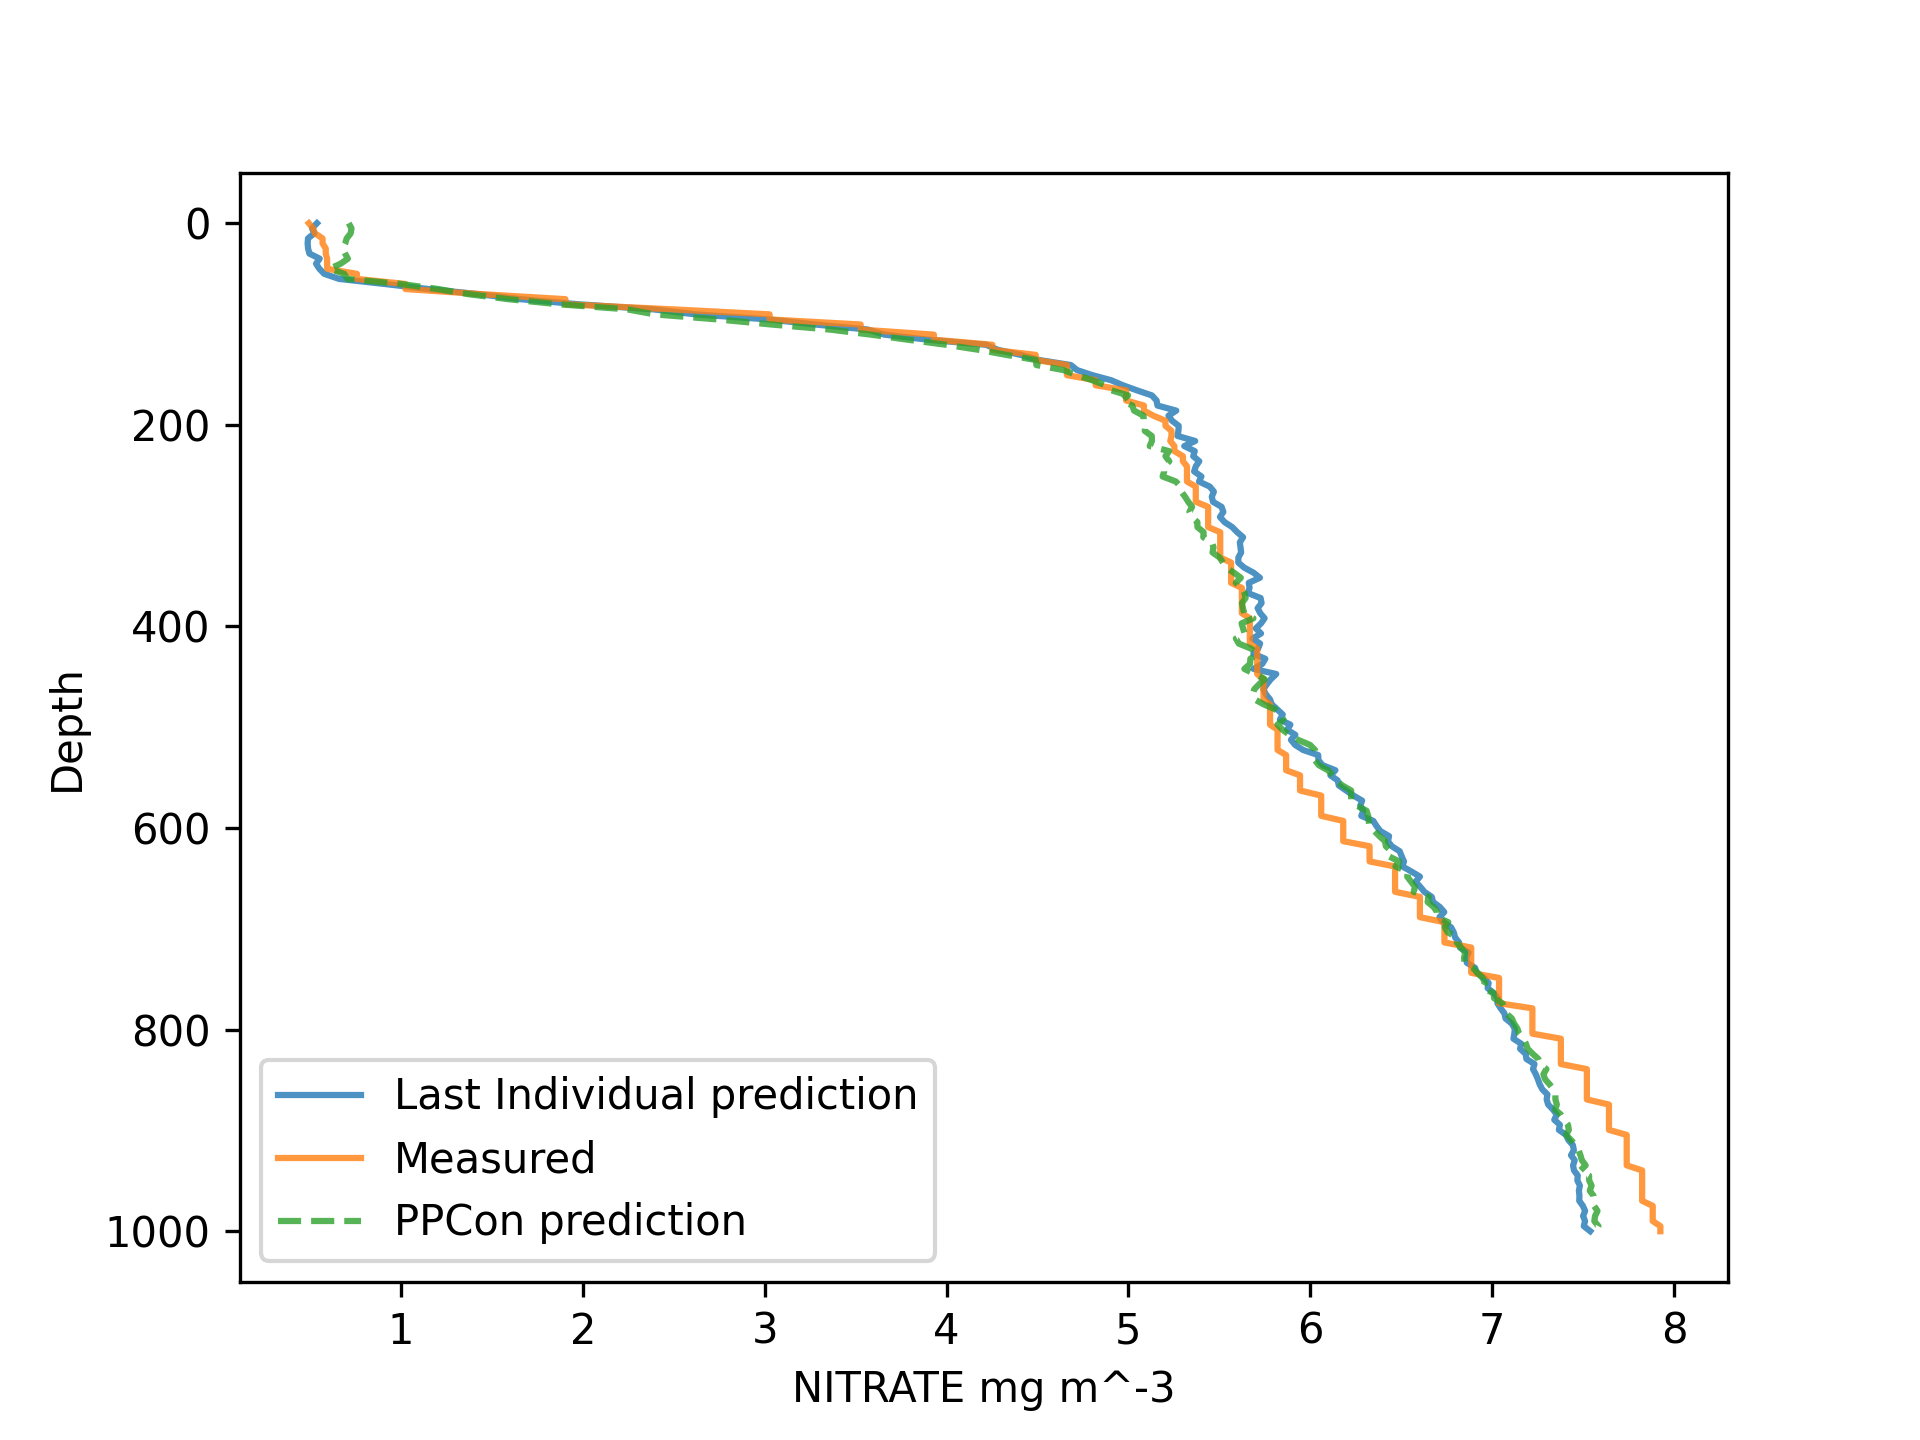 0
200
400
600
800
1000
Depth
Last Individual prediction
Measured
PPCon prediction
1 2 3 4 5 6 7 8
NITRATE mg m^-3